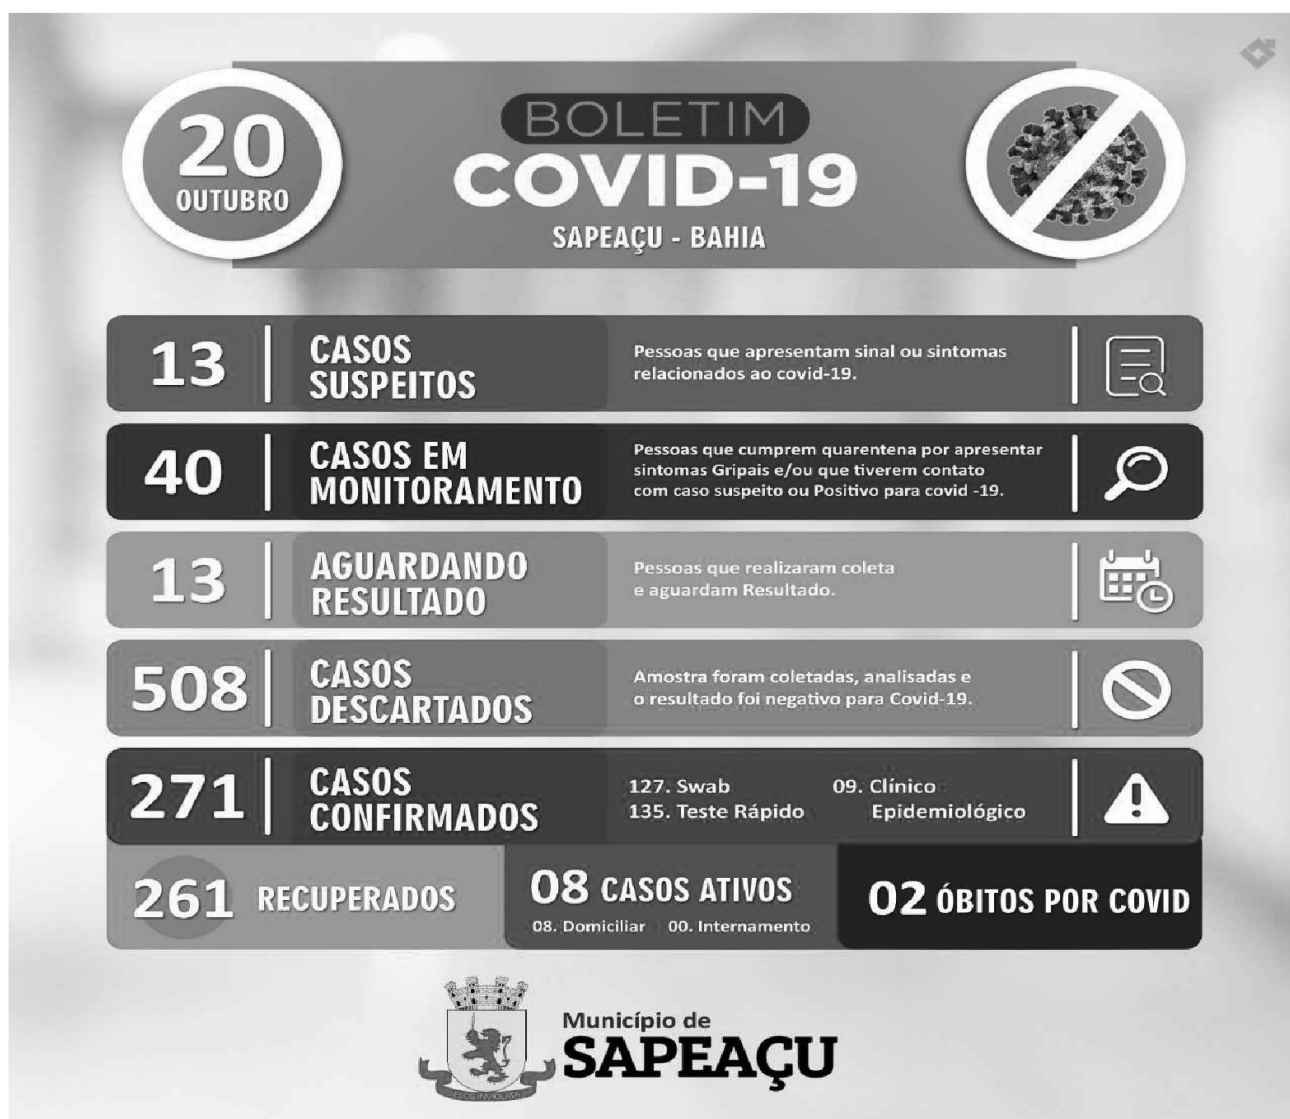 20
OUTUBRO
BOLETIM
COVID-19
SAPEAÇU - BAHIA
13
CASOS
SUSPEITOS
Pessoas que apresentam sinal ou sintomas
relacionados ao covid-19.
40
CASOS EM
MONITORAMENTO
Pessoas que cumprem quarentena por apresentar
sintomas Gripais e/ou que tiverem contato
com caso suspeito ou Positivo para covid -19.
13
AGUARDANDO
RESULTADO
Pessoas que realizaram coleta
e aguardam Resultado.
508
CASOS
DESCARTADOS
Amostra foram coletadas, analisadas e
o resultado foi negativo para Covid-19.
271
CASOS
CONFIRMADOS
127. Swab
135. Teste Rápido
09. Clínico
Epidemiológico
261 RECUPERADOS
08 CASOS ATIVOS
08. Domiciliar 00. Internamento
02 ÓBITOS POR COVID
Município de
SAPEAÇU